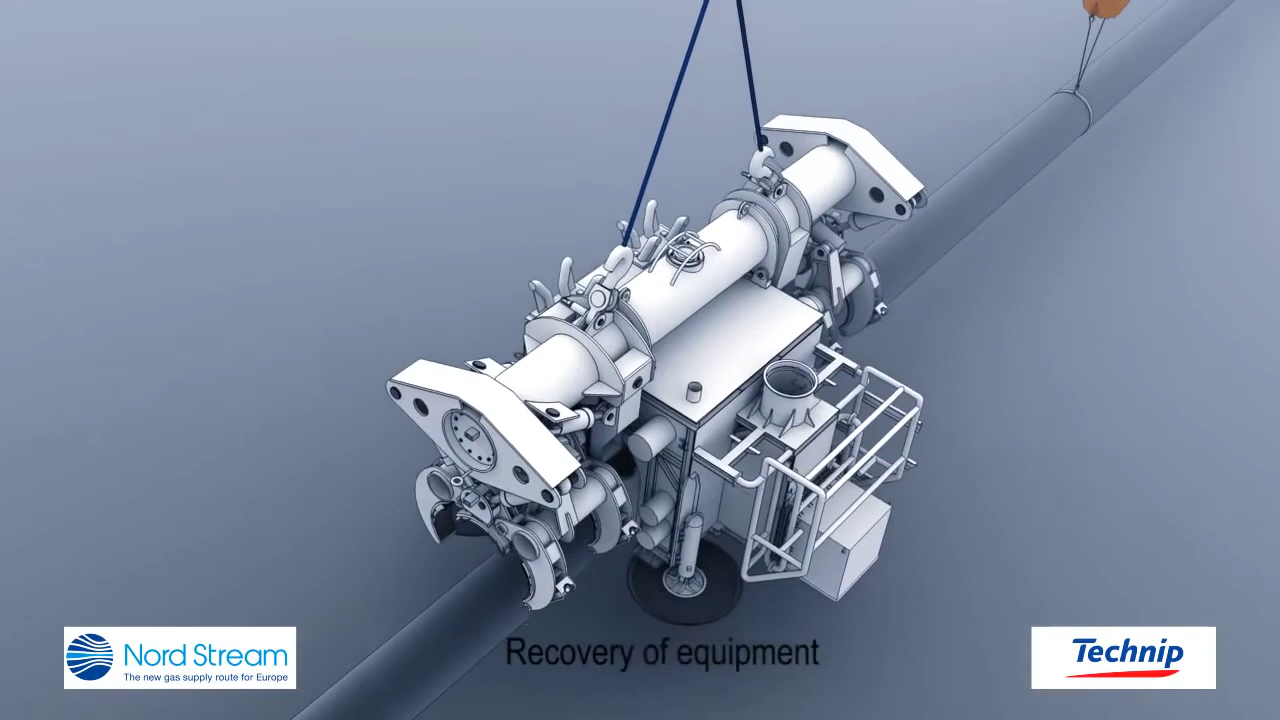 Recovery of equipment
Nord Stream
The new gas supply route for Europe
Technip